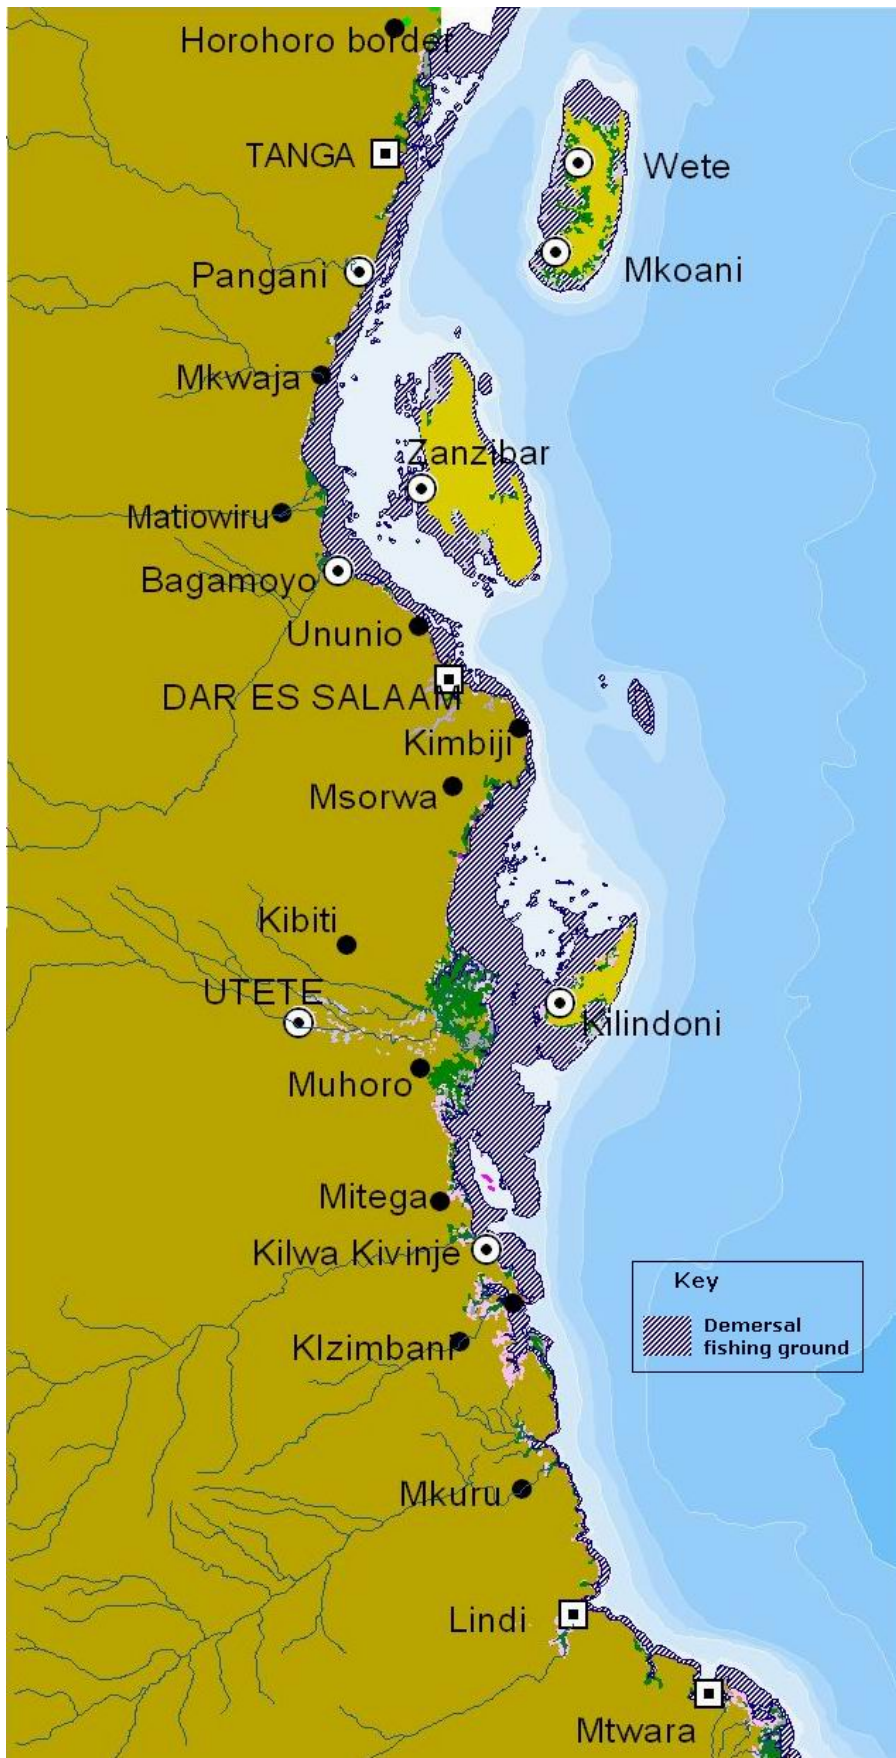 Horohoro border
TANGA
Wete
Pangani
Mkoani
Mkwaja
Zanzibar
Matiowiru
Bagamoyo
Ununio
DAR ES SALAAM
Kimbiji
Msorwa
Kibiti
UTETE
Kilindoni
Muhoro
Mitega
Kilwa Kivinje
Key
Demersal
fishing ground
KIzimbani
Mkuru
Lindi
Mtwara